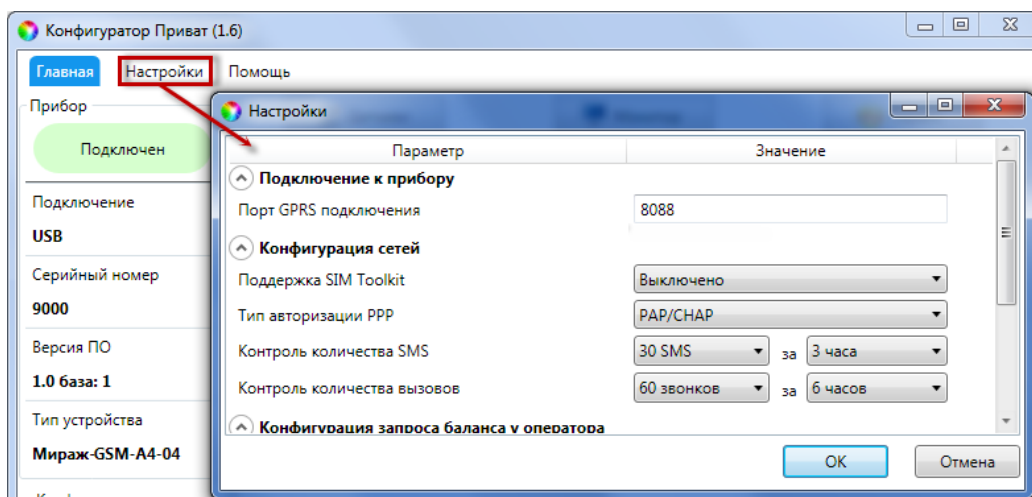 Конфигуратор Приват (1.6)
Главная Настройки Помощь
Прибор
Подключен
Подключение
USB
Серийный номер
9000
Версия ПО
1.0 база: 1
Тип устройства
Мираж-GSM-A4-04
Настройки
Параметр Значение
Подключение к прибору
Порт GPRS подключения 8088
Конфигурация сетей
Поддержка SIM Toolkit Выключено
Тип авторизации PPP PAP/CHAP
Контроль количества SMS 30 SMS за 3 часа
Контроль количества вызовов 60 звонков за 6 часов
Конфигурация запроса баланса у оператора
OK Отмена